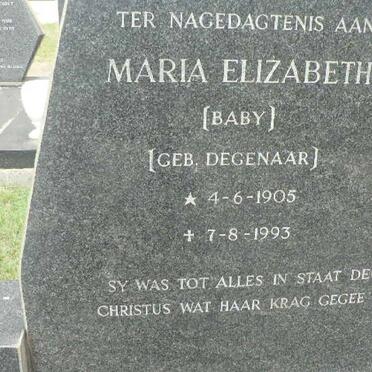 TER NAGEDAGTENIS AAN
MARIA ELIZABETH
[BABY]
[GEB. DEGENAAR]
★ 4-6-1905
✝ 7-8-1993
SY WAS TOT ALLES IN STAAT DE
CHRISTUS WAT HAAR KRAG GEGEE